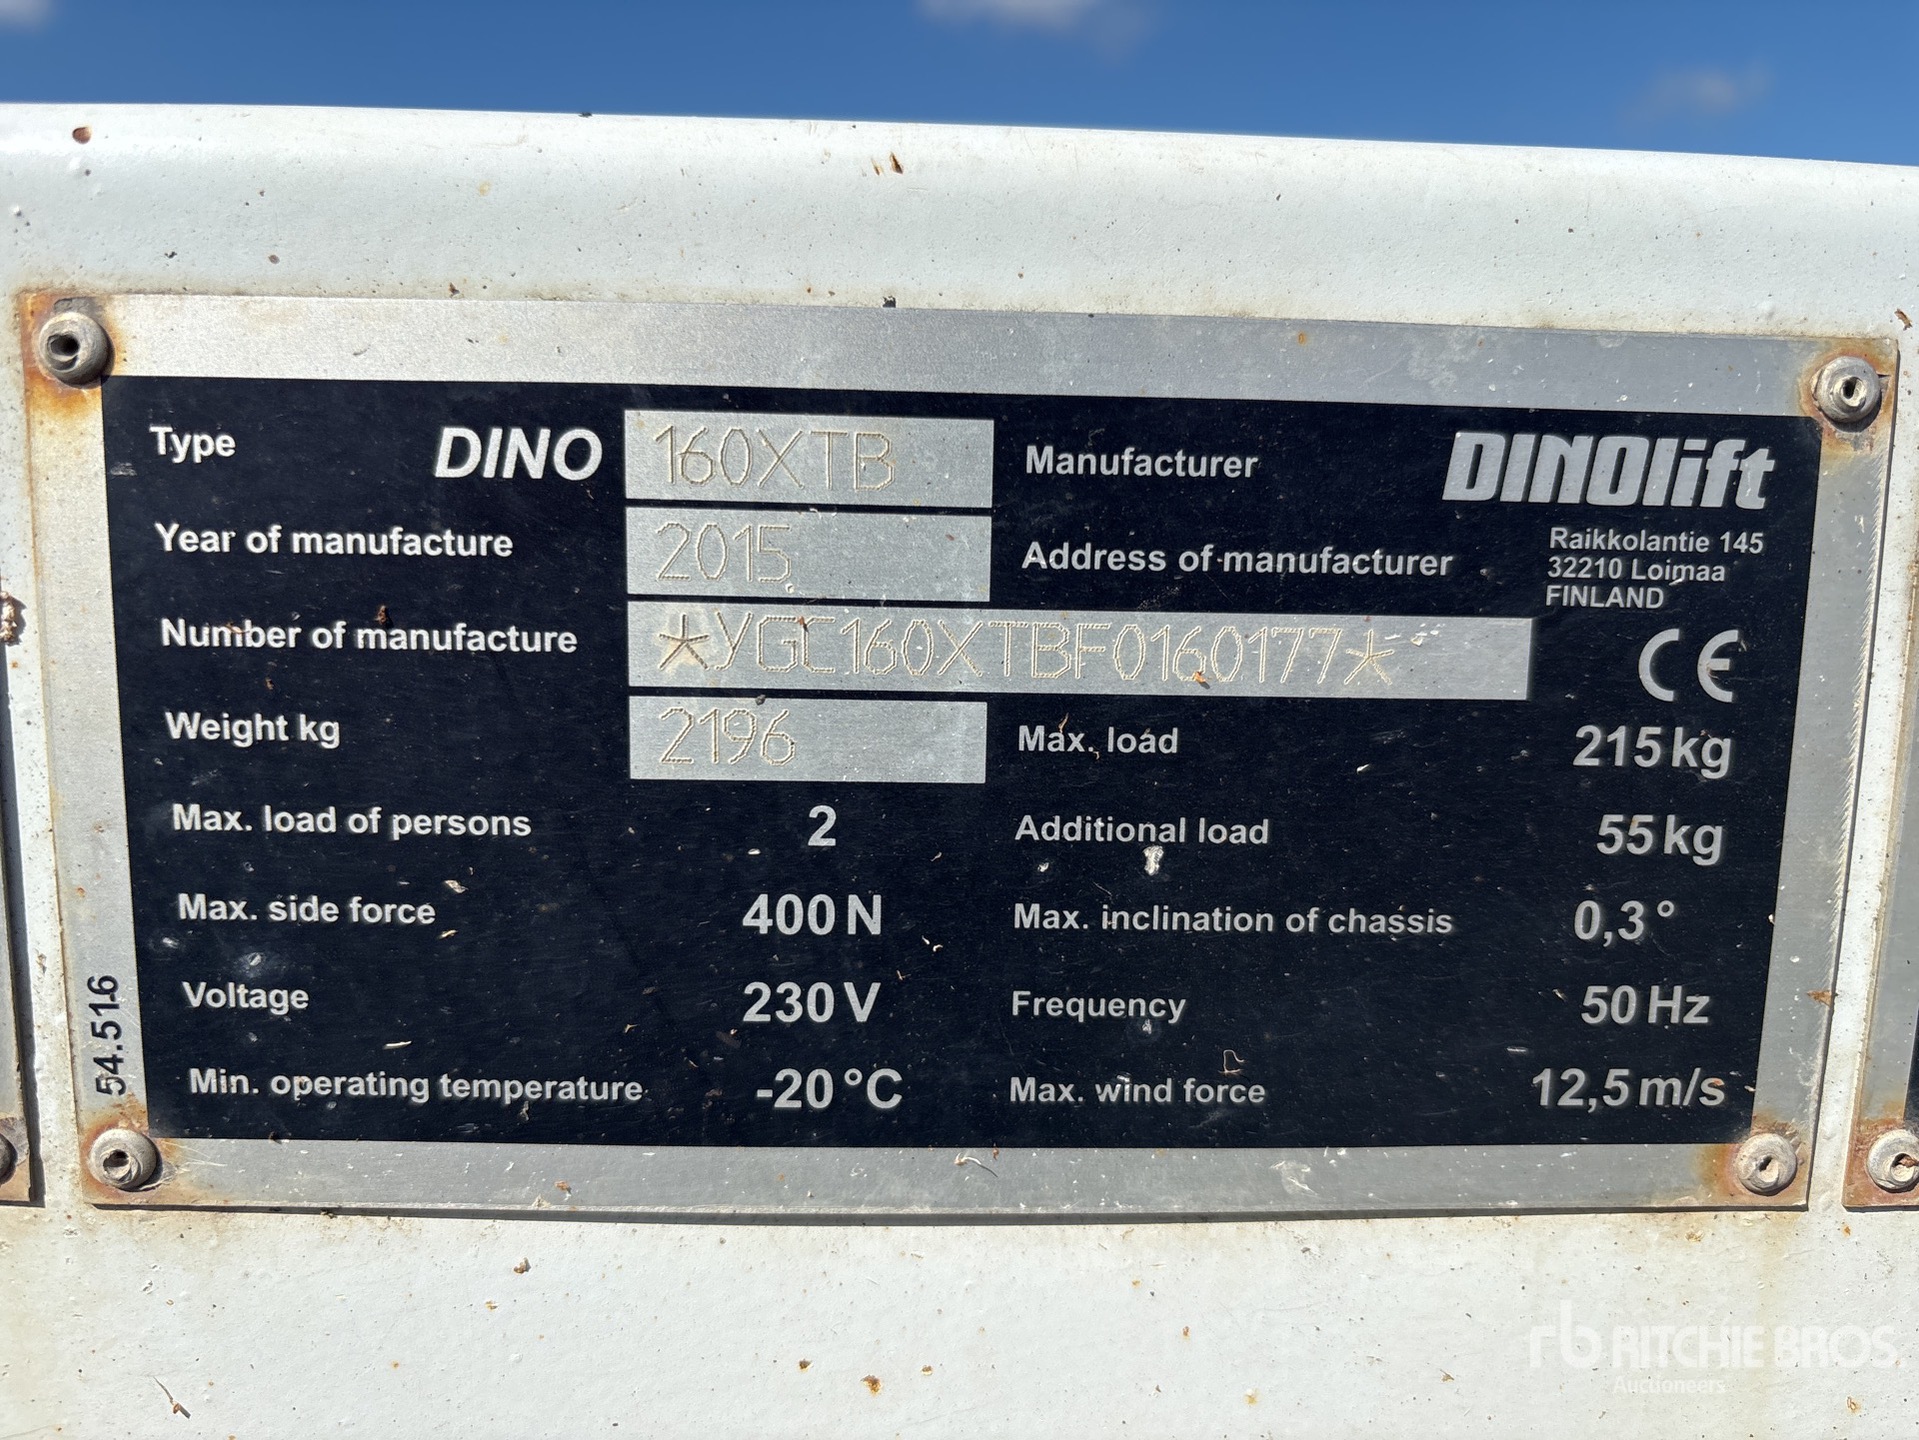 Type DINO 160XTB
Manufacturer DINOlift
Year of manufacture 2015
Address of manufacturer Raikkolantie 145
32210 Loimaa
FINLAND
Number of manufacture *YGC160XTBF0160177*
CE
Weight kg 2196
Max. load 215 kg
Max. load of persons 2
Additional load 55 kg
Max. side force 400 N
Max. inclination of chassis 0,3°
Voltage 230 V
Frequency 50 Hz
Min. operating temperature -20 °C
Max. wind force 12,5 m/s
54.516
rb RITCHIE BROS
Auctioneers